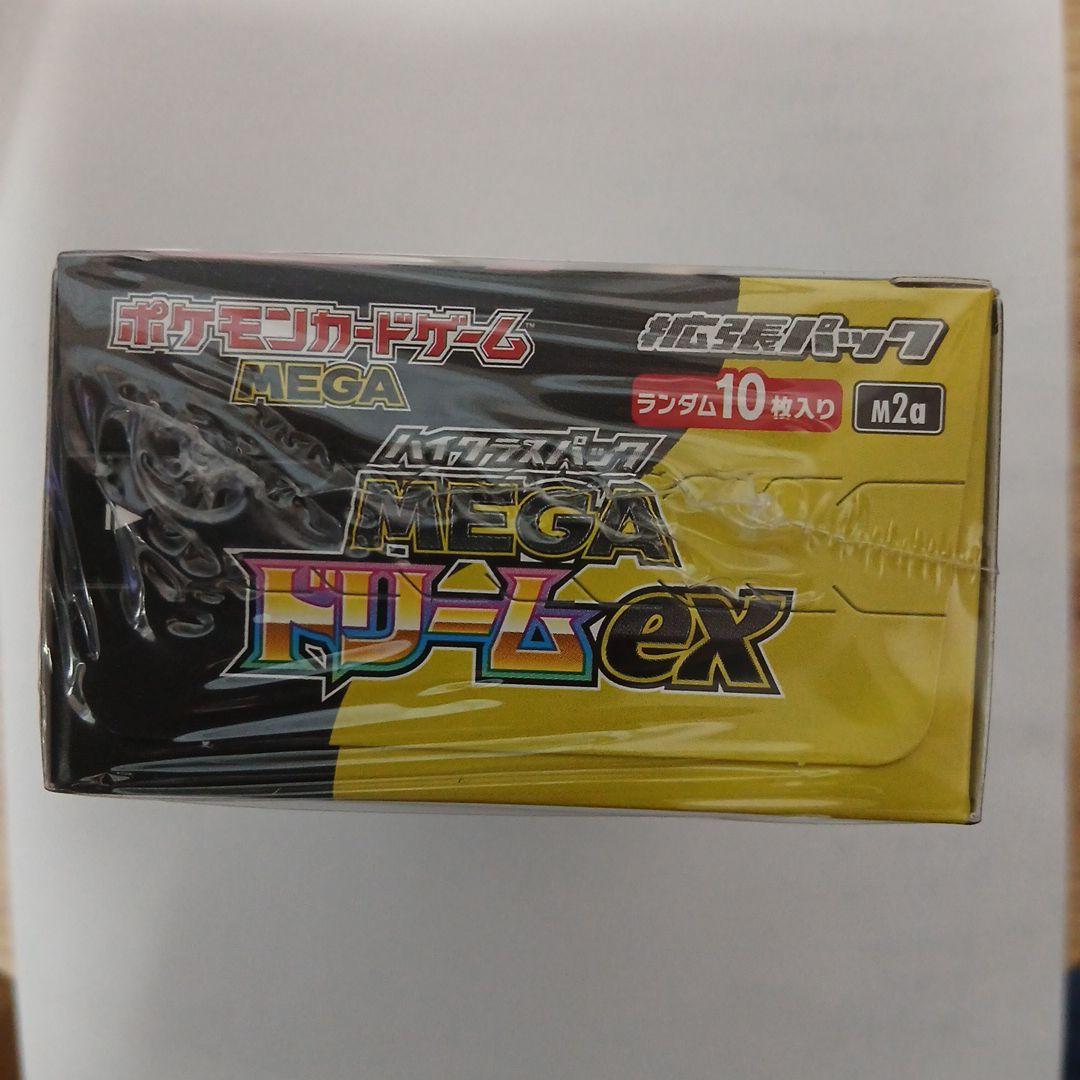 ポケモンカードゲーム™
MEGA
拡張パック
ランダム10枚入り
M2a
ハイクラスパック
MEGA
ドリームex